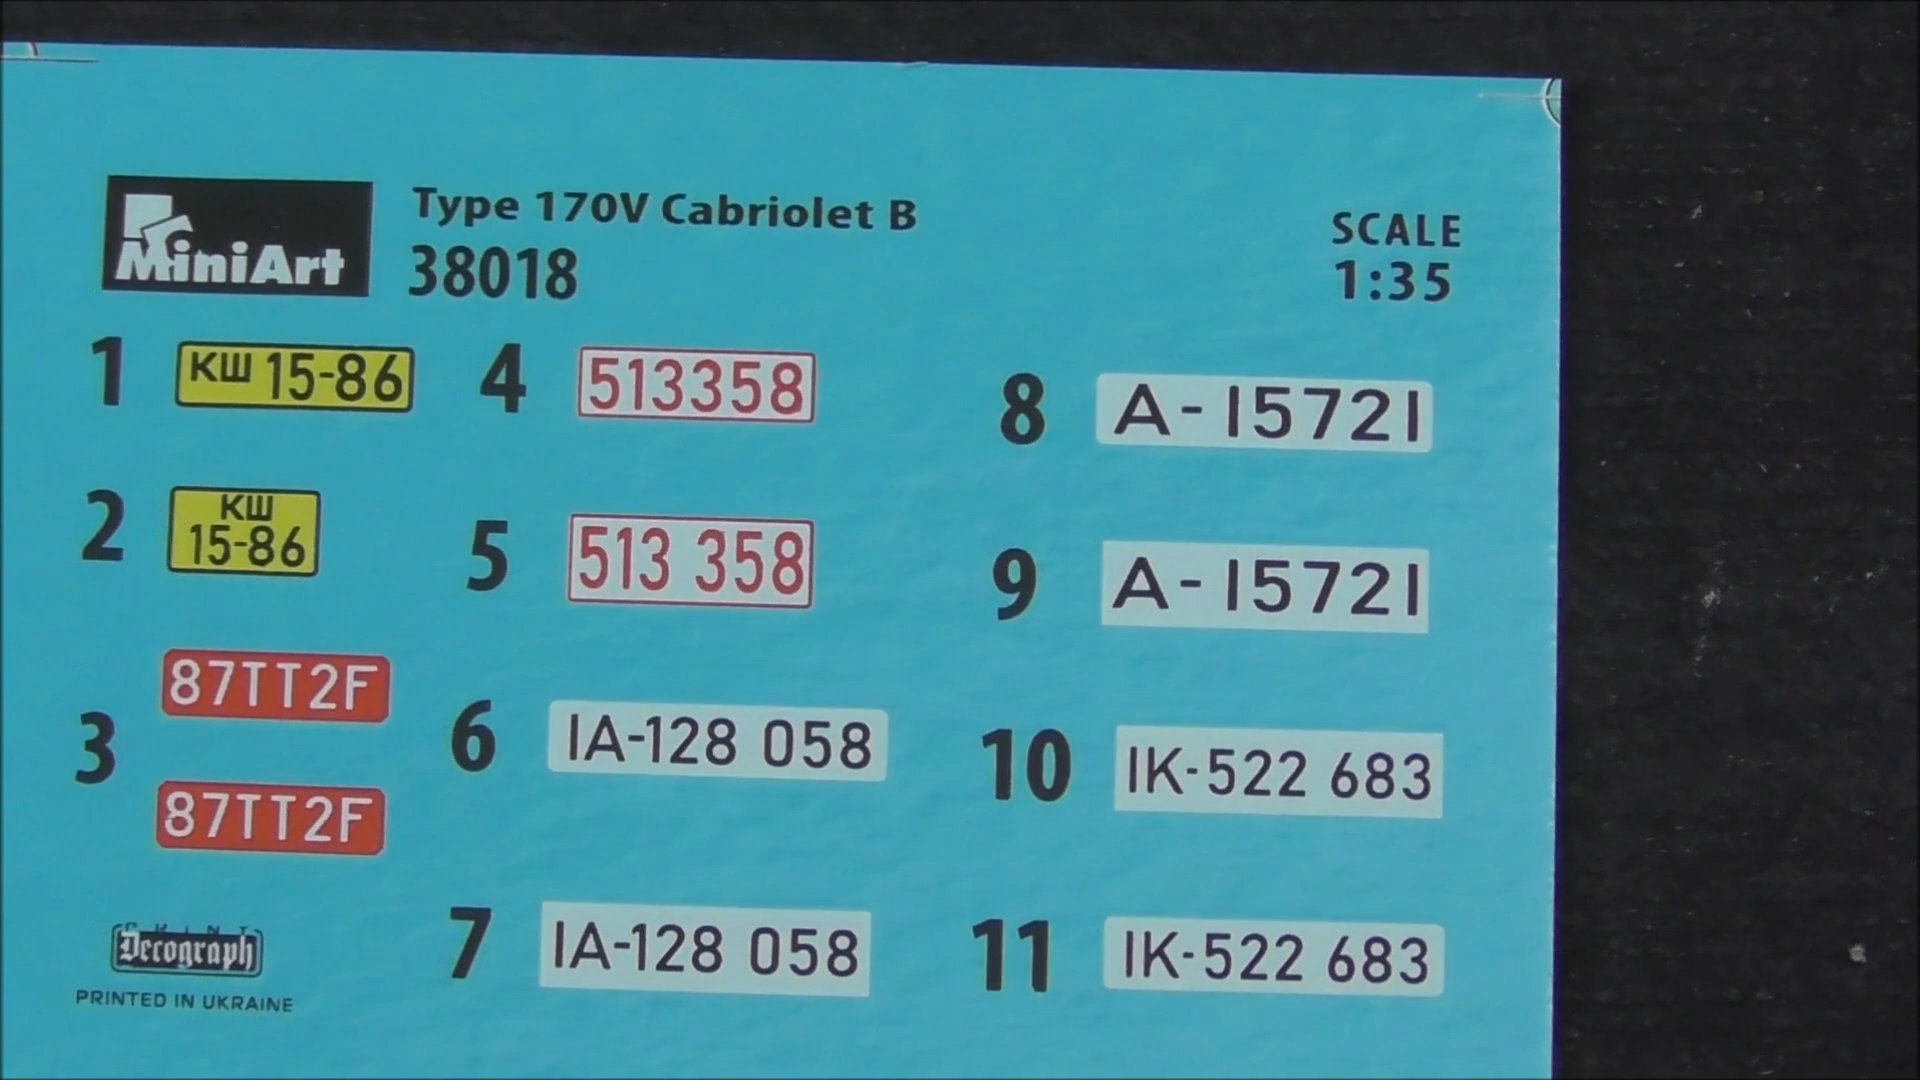 MiniArt
Type 170V Cabriolet B
38018
SCALE
1:35
1
КШ 15-86
4
513358
8
A-15721
2
КШ
15-86
5
513 358
9
A-15721
3
87TT2F
87TT2F
6
IA-128 058
10
IK-522 683
7
IA-128 058
11
IK-522 683
PRINT
Decograph
PRINTED IN UKRAINE